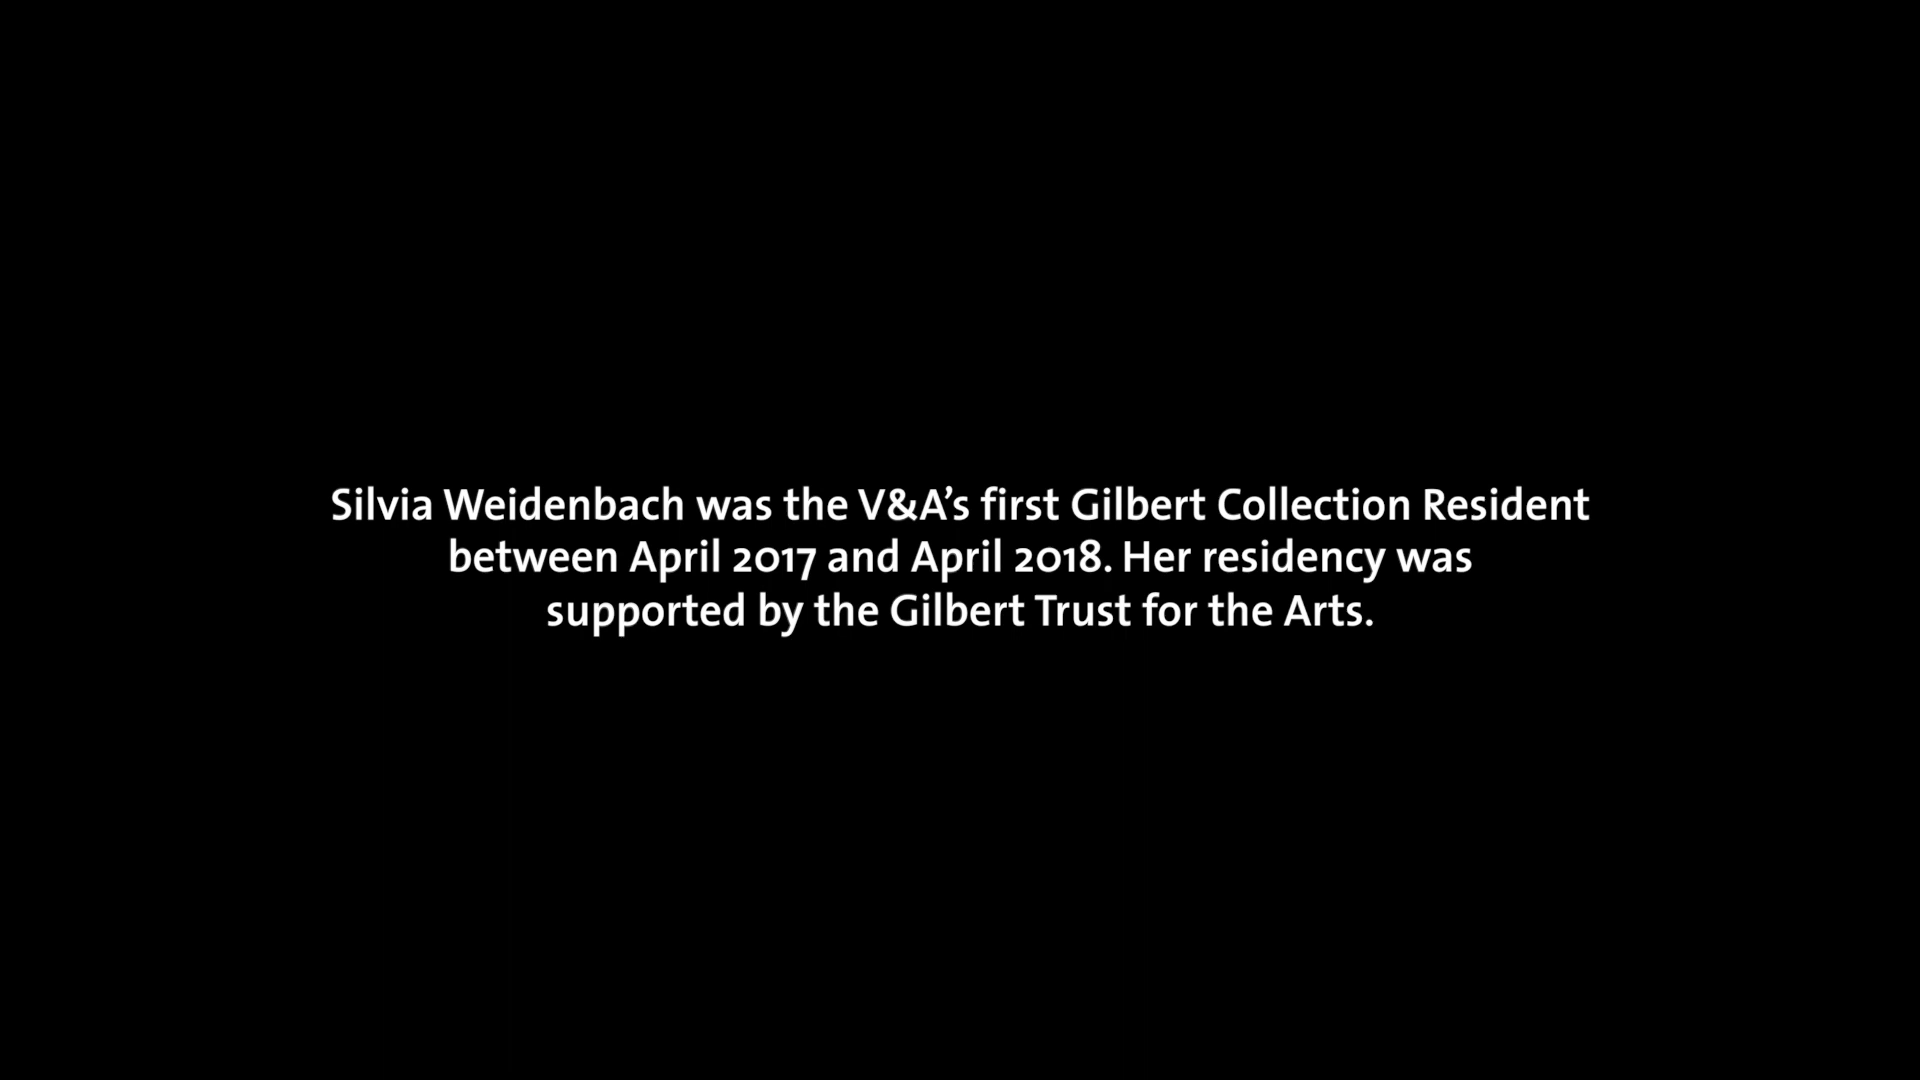 Silvia Weidenbach was the V&A’s first Gilbert Collection Resident
between April 2017 and April 2018. Her residency was
supported by the Gilbert Trust for the Arts.